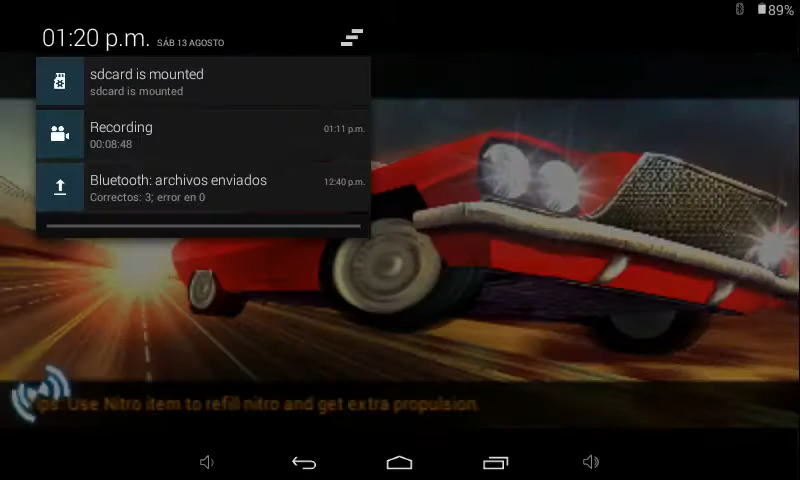 89%
01:20 p.m. SÁB 13 AGOSTO
sdcard is mounted
sdcard is mounted
Recording 01:11 p.m.
00:08:48
Bluetooth: archivos enviados 12:40 p.m.
Correctos: 3; error en 0
ps: Use Nitro item to refill nitro and get extra propulsion.